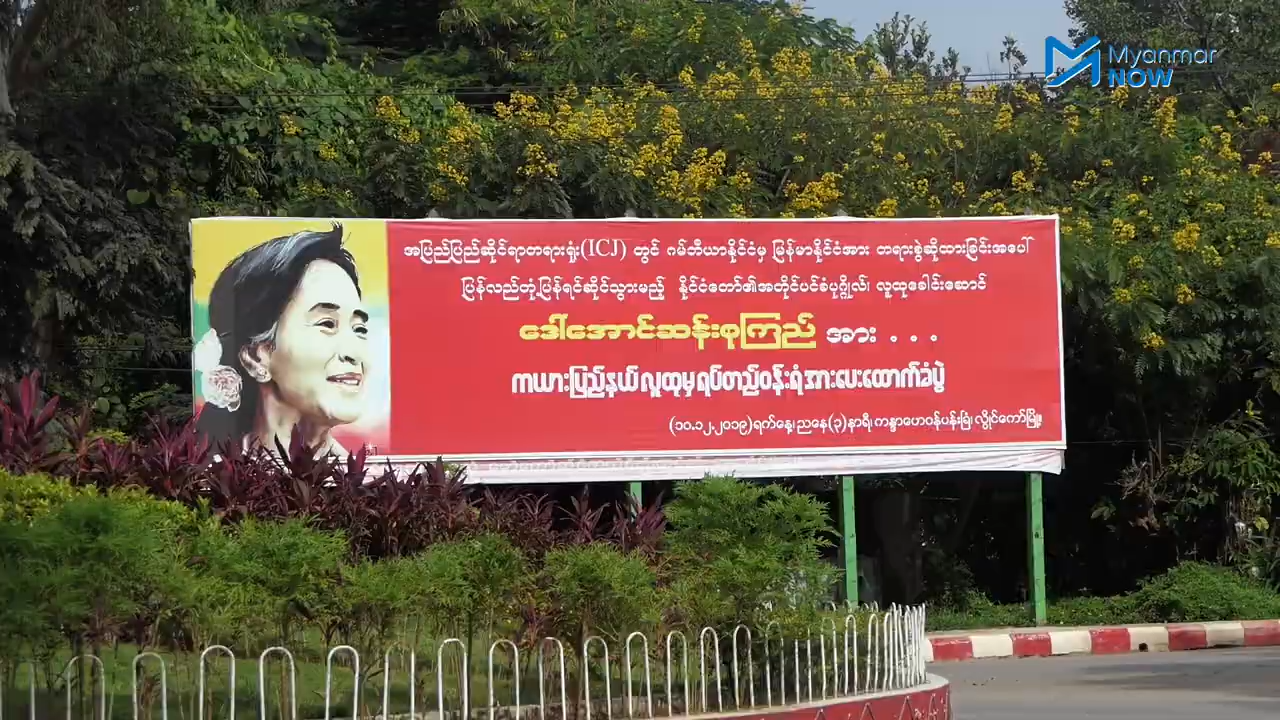 Myanmar
NOW
အပြည်ပြည်ဆိုင်ရာတရားရုံး(ICJ) တွင် ဂမ်ဘီယာနိုင်ငံမှ မြန်မာနိုင်ငံအား တရားစွဲဆိုထားခြင်းအပေါ်
ပြန်လည်တုံ့ပြန်ရင်ဆိုင်သွားမည့် နိုင်ငံတော်၏အတိုင်ပင်ခံပုဂ္ဂိုလ်၊ လူထုခေါင်းဆောင်
ဒေါ်အောင်ဆန်းစုကြည် အား . . .
ကယားပြည်နယ်လူထုမှရပ်တည်ဝန်းရံအားပေးထောက်ခံပွဲ
(၁၀.၁၂.၂၀၁၉)ရက်နေ့၊ညနေ(၃)နာရီ၊ကန္ဒာဟေဝန်ပန်းခြံ၊လွိုင်ကော်မြို့။